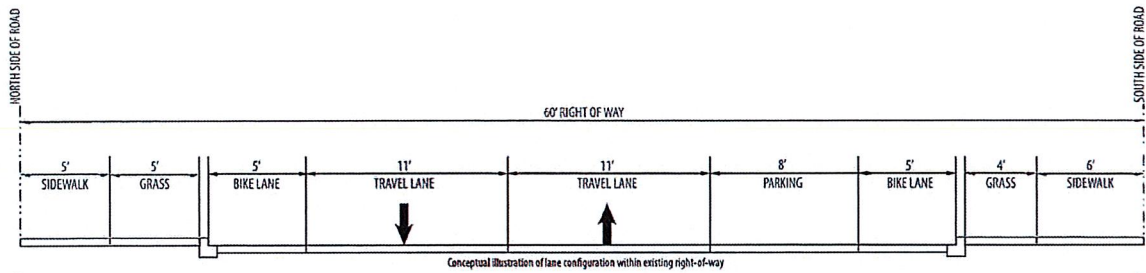 NORTH SIDE OF ROAD
SOUTH SIDE OF ROAD
60' RIGHT OF WAY
5' 5' 5' 11' 11' 8' 5' 4' 6'
SIDEWALK GRASS BIKE LANE TRAVEL LANE TRAVEL LANE PARKING BIKE LANE GRASS SIDEWALK
Conceptual illustration of lane configuration within existing right-of-way